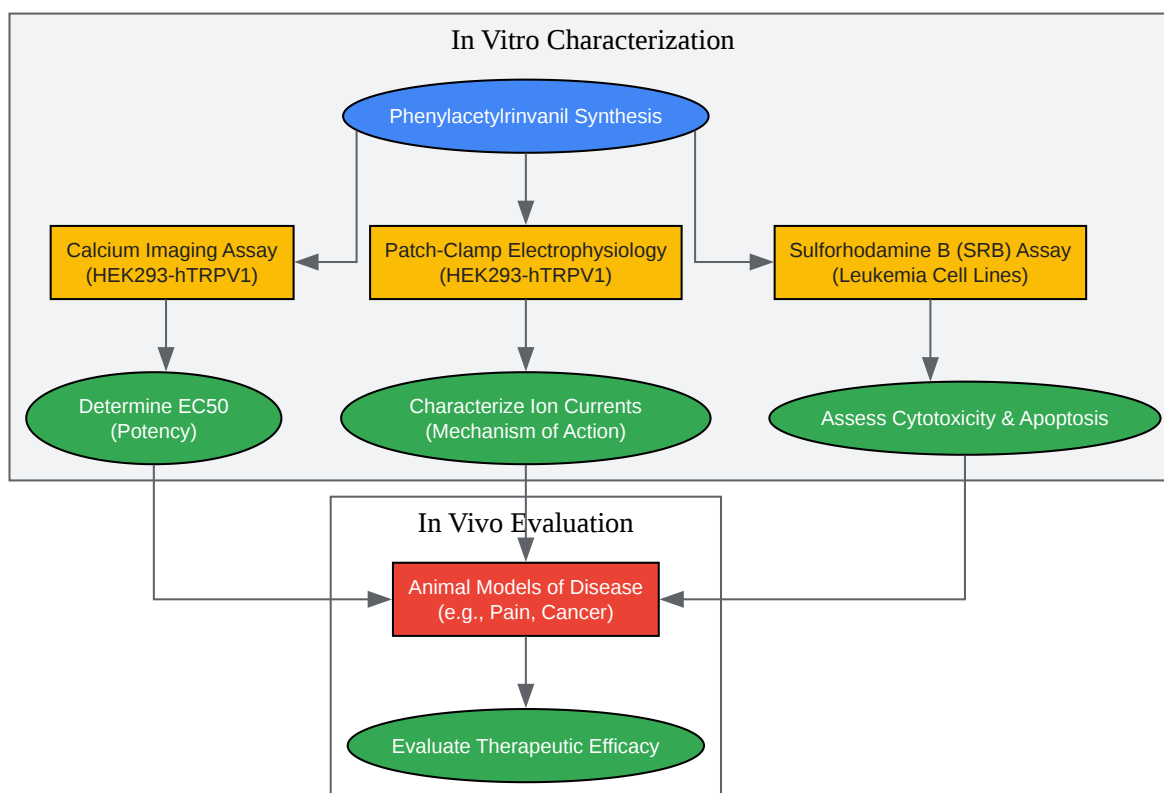 In Vitro Characterization
Phenylacetylrinvanil Synthesis
Calcium Imaging Assay
(HEK293-hTRPV1)
Patch-Clamp Electrophysiology
(HEK293-hTRPV1)
Sulforhodamine B (SRB) Assay
(Leukemia Cell Lines)
Determine EC50
(Potency)
Characterize Ion Currents
(Mechanism of Action)
Assess Cytotoxicity & Apoptosis
In Vivo Evaluation
Animal Models of Disease
(e.g., Pain, Cancer)
Evaluate Therapeutic Efficacy